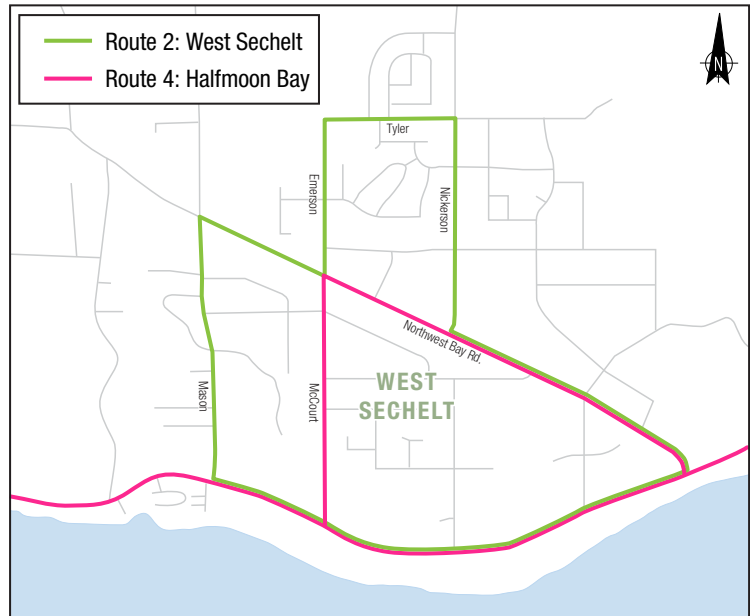 Route 2: West Sechelt
Route 4: Halfmoon Bay
N
Tyler
Emerson
Nickerson
Northwest Bay Rd.
WEST
SECHELT
Mason
McCourt